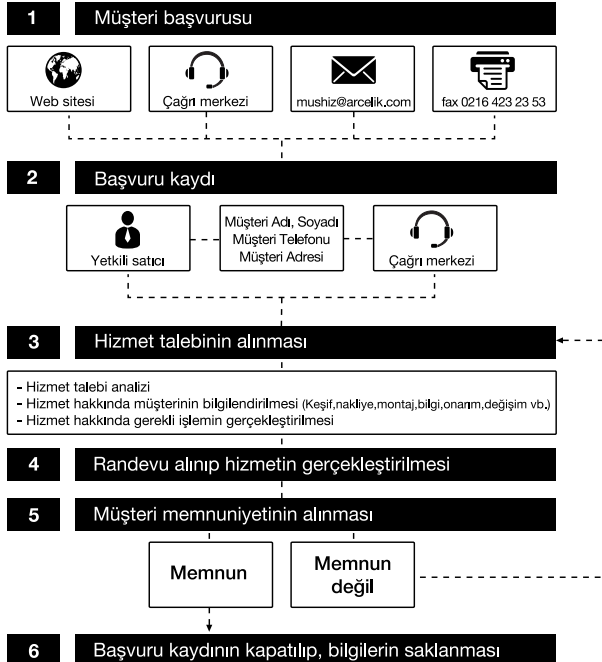 1 Müşteri başvurusu
Web sitesi
Çağrı merkezi
mushiz@arcelik.com
fax 0216 423 23 53
2 Başvuru kaydı
Yetkili satıcı
Müşteri Adı, Soyadı
Müşteri Telefonu
Müşteri Adresi
Çağrı merkezi
3 Hizmet talebinin alınması
- Hizmet talebi analizi
- Hizmet hakkında müşterinin bilgilendirilmesi (Keşif,nakliye,montaj,bilgi,onarım,değişim vb.)
- Hizmet hakkında gerekli işlemin gerçekleştirilmesi
4 Randevu alınıp hizmetin gerçekleştirilmesi
5 Müşteri memnuniyetinin alınması
Memnun
Memnun
değil
6 Başvuru kaydının kapatılıp, bilgilerin saklanması